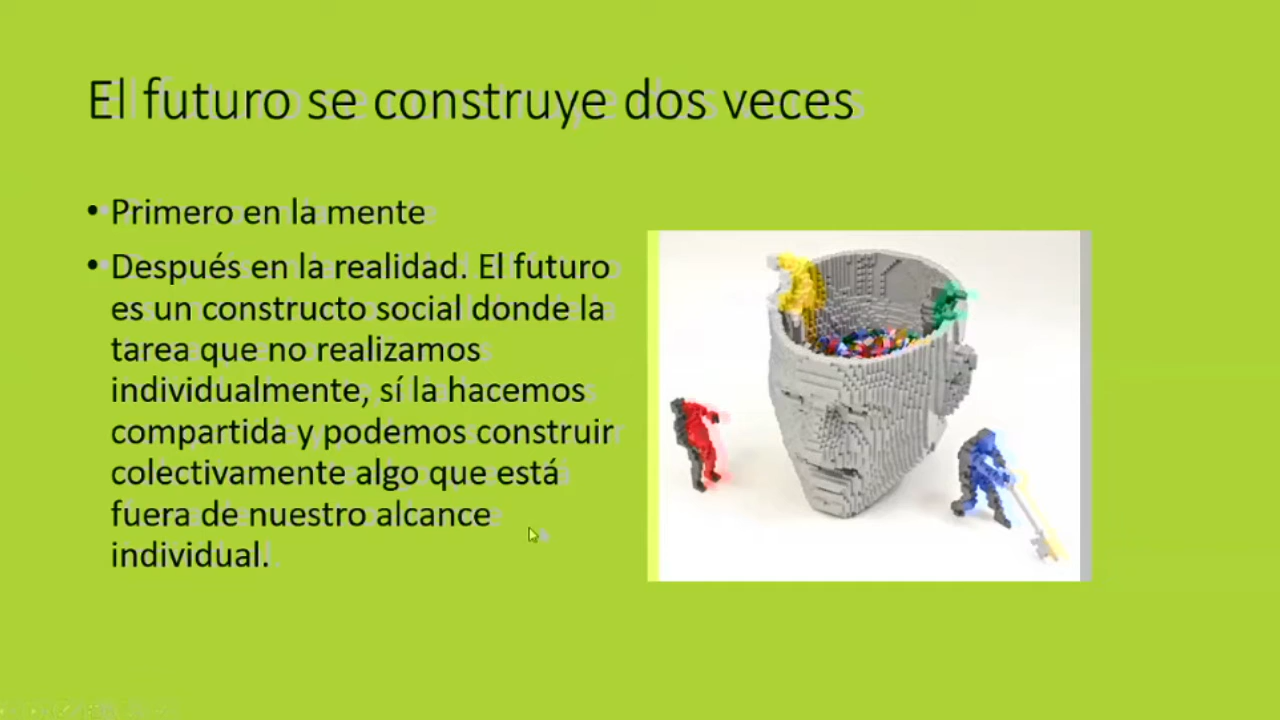 El futuro se construye dos veces
• Primero en la mente
• Después en la realidad. El futuro
es un constructo social donde la
tarea que no realizamos
individualmente, sí la hacemos
compartida y podemos construir
colectivamente algo que está
fuera de nuestro alcance
individual.